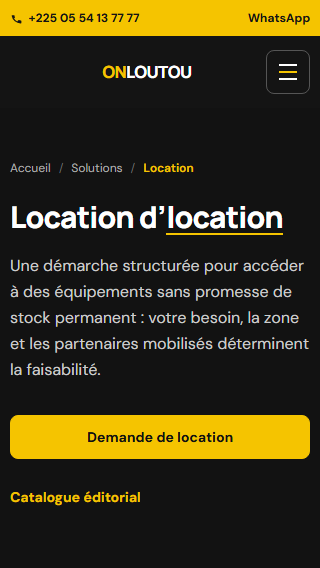 +225 05 54 13 77 77 WhatsApp
ONLOUTOU
Accueil / Solutions / Location
Location d’location
Une démarche structurée pour accéder
à des équipements sans promesse de
stock permanent : votre besoin, la zone
et les partenaires mobilisés déterminent
la faisabilité.
Demande de location
Catalogue éditorial